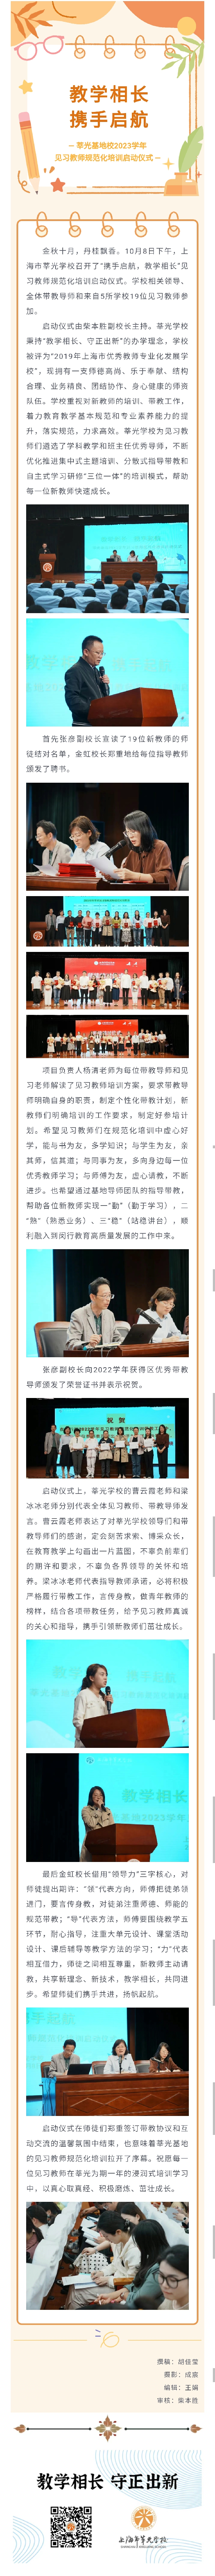 教学相长
携手启航
— 莘光基地校2023学年
见习教师规范化培训启动仪式 —
金秋十月，丹桂飘香。10月8日下午，上
海市莘光学校召开了“携手启航，教学相长”见
习教师规范化培训启动仪式。学校相关领导、
全体带教导师和来自5所学校19位见习教师参
加。
启动仪式由柴本胜副校长主持。莘光学校
秉持“教学相长、守正出新”的办学理念，学校
被评为“2019年上海市优秀教师专业化发展学
校”，现拥有一支师德高尚、乐于奉献、结构
合理、业务精良、团结协作、身心健康的师资
队伍。学校重视对新教师的培训、带教工作，
着力教育教学基本规范和专业素养能力的提
升，落实规范，力求高效。莘光学校为见习教
师们遴选了学科教学和班主任优秀导师，不断
优化推进集中式主题培训、分散式指导带教和
自主式学习研修“三位一体”的培训模式，帮助
每一位新教师快速成长。
首先张彦副校长宣读了19位新教师的师
徒结对名单，金虹校长郑重地给每位指导教师
颁发了聘书。
项目负责人杨清老师为每位带教导师和见
习老师解读了见习教师培训方案，要求带教导
师明确自身的职责，制定个性化带教计划，新
教师们明确培训的工作要求，制定好参培计
划。希望见习教师们在规范化培训中虚心好
学，能与书为友，多学知识；与学生为友，亲
其师，信其道；与同事为友，多向身边每一位
优秀教师学习；与师傅为友，虚心请教，不断
进步。也希望通过基地导师团队的指导带教，
帮助各位新教师实现一“勤”（勤于学习），二
“熟”（熟悉业务）、三“稳”（站稳讲台），顺
利融入到闵行教育高质量发展的工作中来。
张彦副校长向2022学年获得区优秀带教
导师颁发了荣誉证书并表示祝贺。
祝 贺
启动仪式上，莘光学校的曹云霞老师和梁
冰冰老师分别代表全体见习教师、带教导师发
言。曹云霞老师表达了对莘光学校领导们和带
教导师们的感谢，定会刻苦求索、博采众长，
在教育教学上勾画出一片蓝图，不辜负前辈们
的期许和要求，不辜负各界领导的关怀和培
养。梁冰冰老师代表指导教师承诺，必将积极
严格履行带教工作，言传身教，做青年教师的
榜样，结合各项带教任务，给予见习教师真诚
的关心和指导，携手引领新教师们茁壮成长。
教学相长
最后金虹校长借用“领导力”三字核心，对
师徒提出期许：“领”代表方向，师傅把徒弟领
进门，要言传身教，对徒弟注重师德、师能的
规范带教；“导”代表方法，师傅要围绕教学五
环节，耐心指导，注重大单元设计、课堂活动
设计、课后辅导等教学方法的学习；“力”代表
相互借力，师徒之间相互尊重，新教师主动请
教，共享新理念、新技术，教学相长，共同进
步。希望师徒们携手共进，扬帆起航。
启动仪式在师徒们郑重签订带教协议和互
动交流的温馨氛围中结束，也意味着莘光基地
的见习教师规范化培训拉开了序幕。祝愿每一
位见习教师在莘光为期一年的浸润式培训学习
中，以真心取真经、积极磨炼、茁壮成长。
撰稿：胡佳莹
摄影：成宸
编辑：王娟
审核：柴本胜
教学相长 守正出新
上海市莘光学校